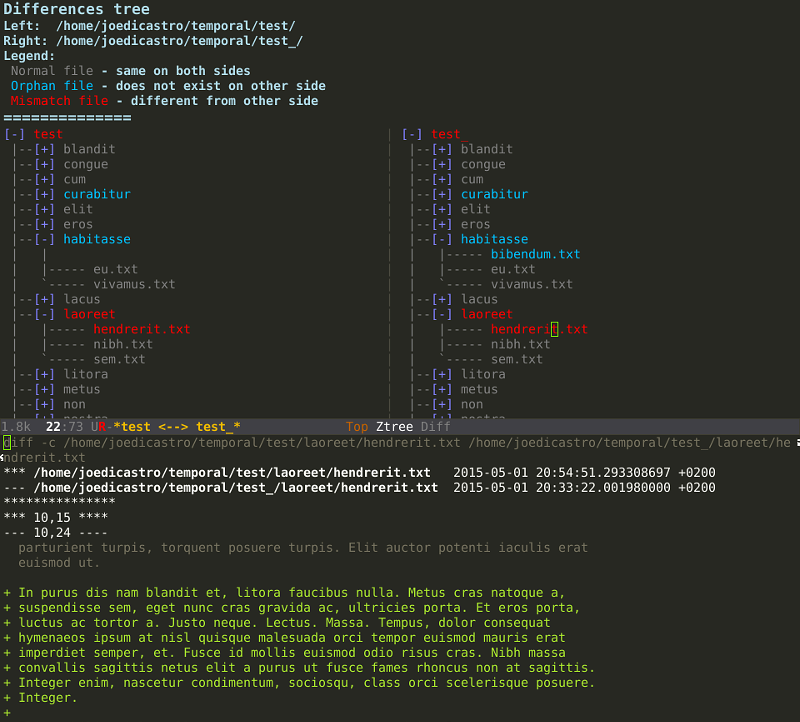 Differences tree
Left:  /home/joedicastro/temporal/test/
Right: /home/joedicastro/temporal/test_/
Legend:
 Normal file - same on both sides
 Orphan file - does not exist on other side
 Mismatch file - different from other side
=================
[-] test                                           | [-] test_
 |--[+] blandit                                    |  |--[+] blandit
 |--[+] congue                                     |  |--[+] congue
 |--[+] cum                                        |  |--[+] cum
 |--[+] curabitur                                  |  |--[+] curabitur
 |--[+] elit                                       |  |--[+] elit
 |--[+] eros                                       |  |--[+] eros
 |--[-] habitasse                                  |  |--[-] habitasse
 |   |                                             |  |   |----- bibendum.txt
 |   |----- eu.txt                                 |  |   |----- eu.txt
 |   `----- vivamus.txt                            |  |   `----- vivamus.txt
 |--[+] lacus                                      |  |--[+] lacus
 |--[-] laoreet                                    |  |--[-] laoreet
 |   |----- hendrerit.txt                          |  |   |----- hendrerit.txt
 |   |----- nibh.txt                               |  |   |----- nibh.txt
 |   `----- sem.txt                                |  |   `----- sem.txt
 |--[+] litora                                     |  |--[+] litora
 |--[+] metus                                      |  |--[+] metus
 |--[+] non                                        |  |--[+] non
 |--[+] nostra                                     |  |--[+] nostra
1.8k  22:73 UR-*test <--> test_*              Top Ztree Diff
diff -c /home/joedicastro/temporal/test/laoreet/hendrerit.txt /home/joedicastro/temporal/test_/laoreet/he
ndrerit.txt
*** /home/joedicastro/temporal/test/laoreet/hendrerit.txt   2015-05-01 20:54:51.293308697 +0200
--- /home/joedicastro/temporal/test_/laoreet/hendrerit.txt  2015-05-01 20:33:22.001980000 +0200
***************
*** 10,15 ****
--- 10,24 ----
  parturient turpis, torquent posuere turpis. Elit auctor potenti iaculis erat
  euismod ut.
+ In purus dis nam blandit et, litora faucibus nulla. Metus cras natoque a,
+ suspendisse sem, eget nunc cras gravida ac, ultricies porta. Et eros porta,
+ luctus ac tortor a. Justo neque. Lectus. Massa. Tempus, dolor consequat
+ hymenaeos ipsum at nisl quisque malesuada orci tempor euismod mauris erat
+ imperdiet semper, et. Fusce id mollis euismod odio risus cras. Nibh massa
+ convallis sagittis netus elit a purus ut fusce fames rhoncus non at sagittis.
+ Integer enim, nascetur condimentum, sociosqu, class orci scelerisque posuere.
+ Integer.
+